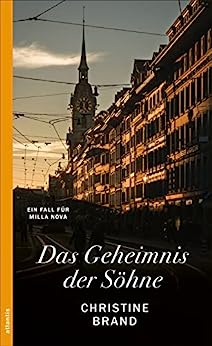 EIN FALL FÜR
MILLA NOVA
Das Geheimnis
der Söhne
CHRISTINE
BRAND
atlantis